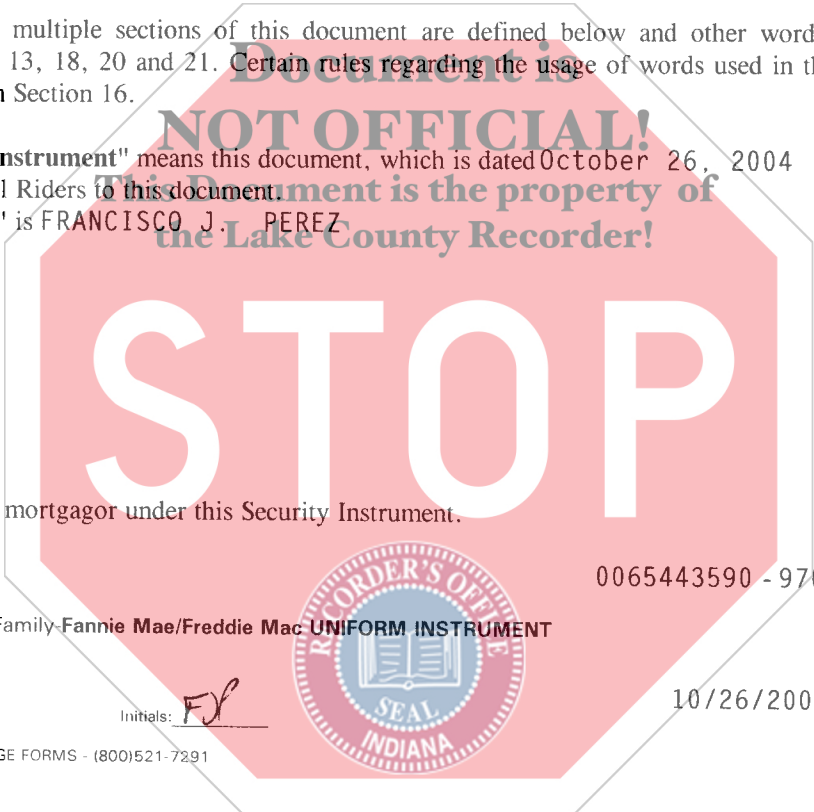 multiple sections of this document are defined below and other word
13, 18, 20 and 21. Certain rules regarding the usage of words used in th
Section 16.
Document is
NOT OFFICIAL!
This Document is the property of
the Lake County Recorder!
nstrument" means this document, which is dated October 26, 2004
l Riders to this document.
" is FRANCISCO J. PEREZ
STOP
mortgagor under this Security Instrument.
0065443590 - 970
Family-Fannie Mae/Freddie Mac UNIFORM INSTRUMENT
RECORDER'S OFFICE
SEAL
INDIANA
Initials: FJP
10/26/200
GE FORMS - (800)521-7291